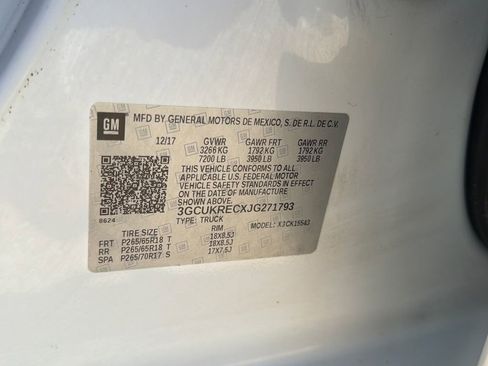 GM
MFD BY GENERAL MOTORS DE MEXICO, S. DE R.L. DE C.V.
12/17 GVWR GAWR FRT GAWR RR
3266 KG 1792 KG 1792 KG
7200 LB 3950 LB 3950 LB
THIS VEHICLE CONFORMS TO ALL
APPLICABLE U.S. FEDERAL MOTOR
VEHICLE SAFETY STANDARDS IN EFFECT
ON THE DATE OF MANUFACTURE
SHOWN ABOVE.
3GCUKRECXJG271793
8624 TYPE: TRUCK MODEL: X3CK15543
TIRE SIZE RIM
FRT P265/65R18 T 18X8.5J
RR P265/65R18 T 18X8.5J
SPA P265/70R17 S 17X7.5J